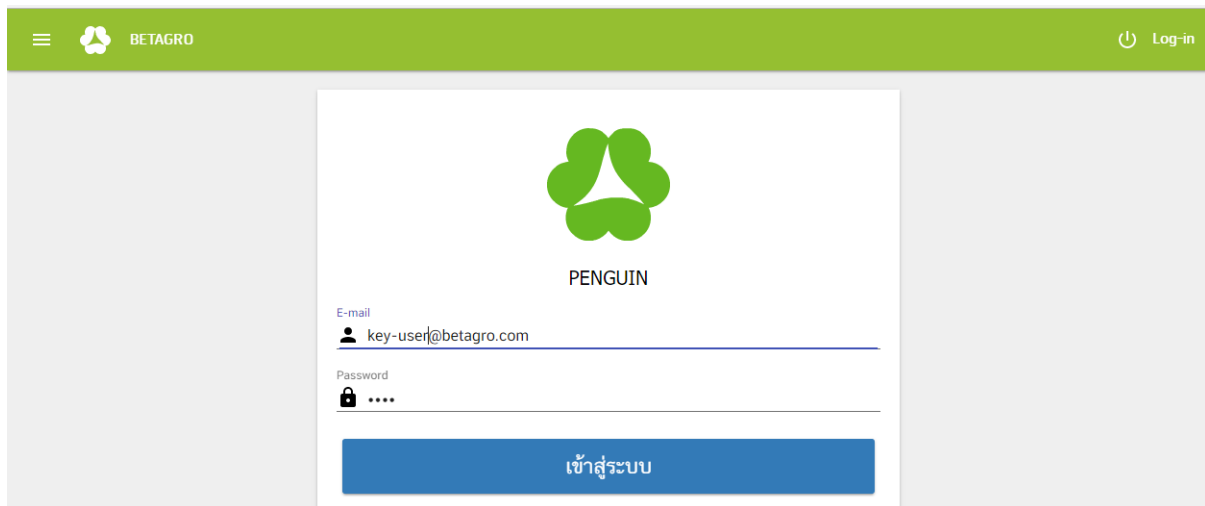 BETAGRO
Log-in
PENGUIN
E-mail
key-user@betagro.com
Password
••••
เข้าสู่ระบบ